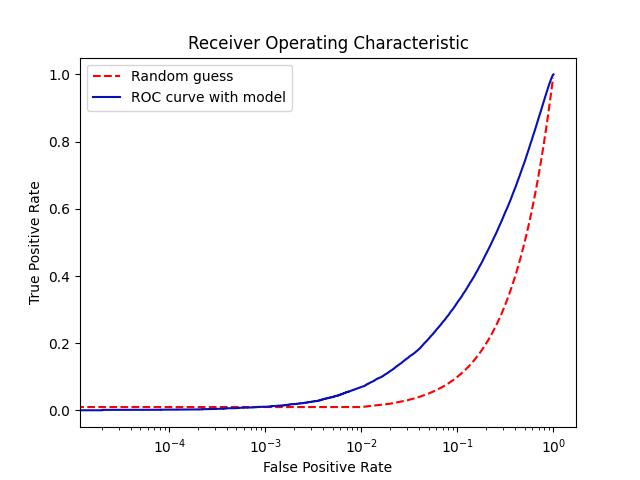 Receiver Operating Characteristic
Random guess
ROC curve with model
True Positive Rate
1.0
0.8
0.6
0.4
0.2
0.0
10⁻⁴ 10⁻³ 10⁻² 10⁻¹ 10⁰
False Positive Rate